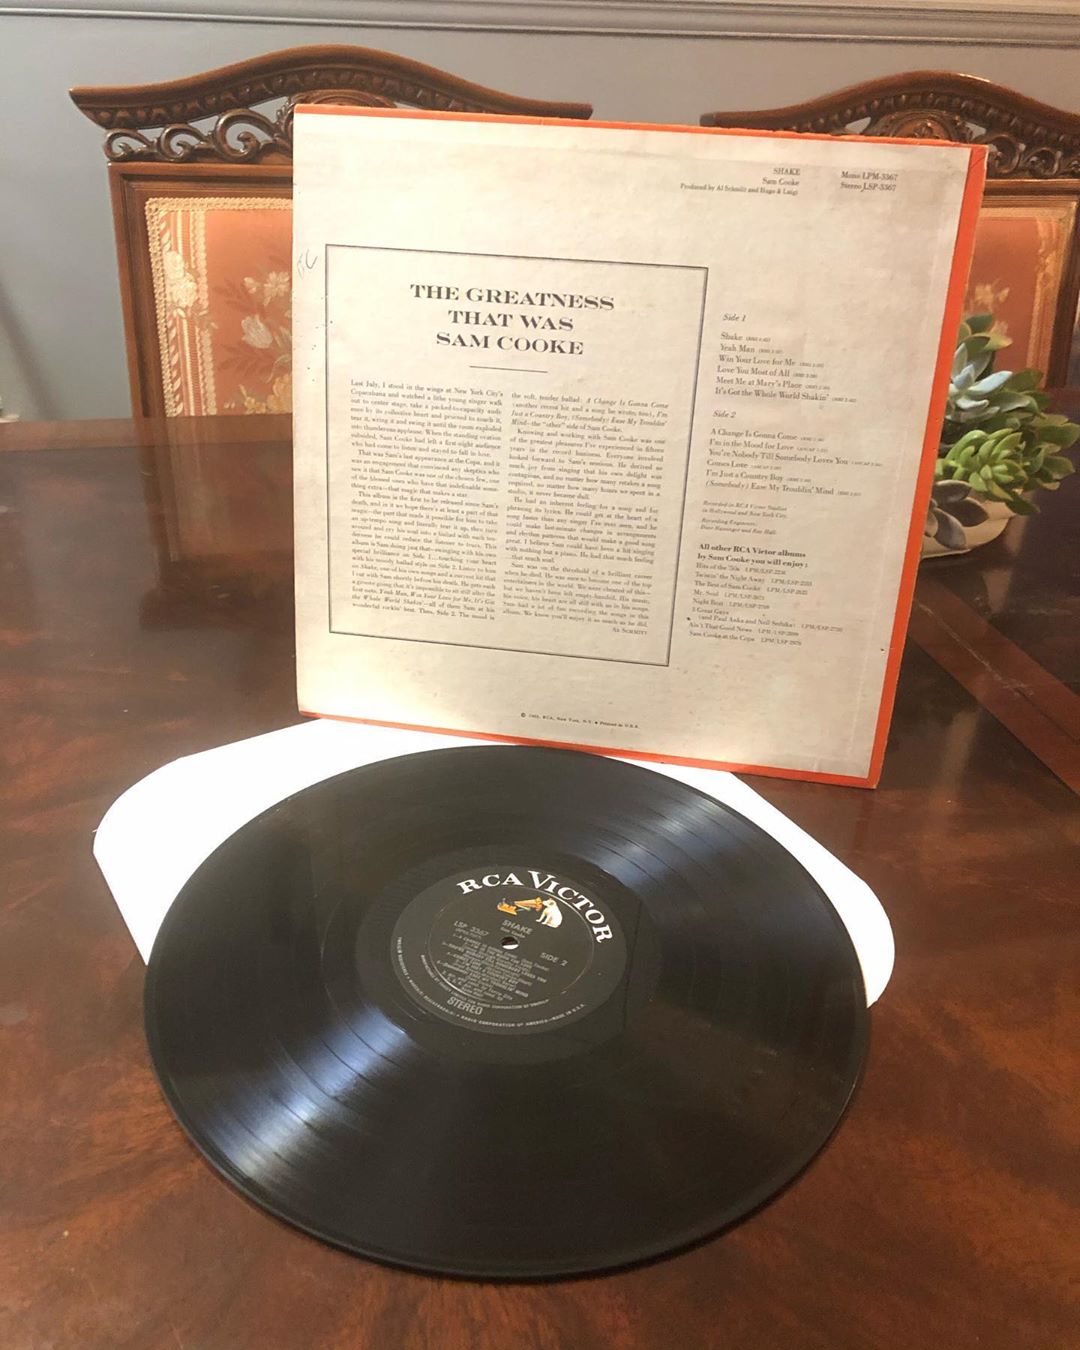 SHAKE
Sam Cooke
Produced by Al Schmitt and Hugo & Luigi
Mono LPM-3367
Stereo LSP-3367
THE GREATNESS
THAT WAS
SAM COOKE
Last July, I stood in the wings at New York City's
Copacabana and watched a lithe young singer walk
out to center stage, take a packed-to-capacity audi-
ence by its collective heart and proceed to touch it,
tear it, wring it and swing it until the room exploded
into thunderous applause. When the standing ovation
subsided, Sam Cooke had left a first night audience
who had come to listen and stayed to fall in love.
That was Sam's last appearance at the Copa, and it
was an engagement that convinced any skeptics who
saw it that Sam Cooke was one of the chosen few, one
of the blessed ones who have that indefinable some-
thing extra—that magic that makes a star.
This album is the first to be released since Sam's
death, and in it we hope there's at least a part of that
magic—the part that made it possible for him to take
an up-tempo song and literally tear it up, then turn
around and cry his soul into a ballad with such ten-
derness he could reduce the listener to tears. This
album is Sam doing just that—swinging with his own
special brilliance on Side 1... touching your heart
with his moody ballad style on Side 2. Listen to him
on Shake, one of his own songs and a current hit that
I cut with Sam shortly before his death. He gets such
a groove going that it's impossible to sit still after the
first note. Yeah Man, Win Your Love for Me, It's Got
the Whole World Shakin'—all of them Sam at his
wonderful rockin' best. Then, Side 2. The mood is
the soft, tender ballad: A Change Is Gonna Come
(another recent hit and a song he wrote, too), I'm
Just a Country Boy, (Somebody) Ease My Troublin'
Mind—the "other" side of Sam Cooke.
Knowing and working with Sam Cooke was one
of the greatest pleasures I've experienced in fifteen
years in the record business. Everyone involved
looked forward to Sam's sessions. He derived so
much joy from singing that his own delight was
contagious, and no matter how many retakes a song
required, no matter how many hours we spent in a
studio, it never became dull.
He had an inherent feeling for a song and for
phrasing its lyrics. He could get at the heart of a
song faster than any singer I've ever seen, and he
could make last-minute changes in arrangements
and rhythm patterns that would make a good song
great. I believe Sam could have been a hit singing
with nothing but a piano. He had that much feeling
...that much soul.
Sam was on the threshold of a brilliant career
when he died. He was sure to become one of the top
entertainers in the world. We were cheated of this—
but we haven't been left empty-handed. His music,
his voice, his heart are all still with us in his songs.
Sam had a lot of fun recording the songs in this
album. We know you'll enjoy it as much as he did.
AL SCHMITT
Side 1
Shake
Yeah Man
Win Your Love for Me
Love You Most of All
Meet Me at Mary's Place
It's Got the Whole World Shakin'
Side 2
A Change Is Gonna Come
I'm in the Mood for Love
You're Nobody Till Somebody Loves You
Comes Love
I'm Just a Country Boy
(Somebody) Ease My Troublin' Mind
Recorded in RCA Victor Studios
in Hollywood and New York City.
Recording Engineers:
Dave Hassinger and Ray Hall
All other RCA Victor albums
by Sam Cooke you will enjoy:
Hits of the '50s LPM/LSP-2236
Twistin' the Night Away LPM/LSP-2555
The Best of Sam Cooke LPM/LSP-2625
Mr. Soul LPM/LSP-2673
Night Beat LPM/LSP-2709
3 Great Guys
(and Paul Anka and Neil Sedaka) LPM/LSP-2720
Ain't That Good News LPM/LSP-2899
Sam Cooke at the Copa LPM/LSP-2970
© 1965, RCA, New York, N.Y. • Printed in U.S.A.
RCA VICTOR
LSP 3367
SHAKE
Sam Cooke
SIDE 2
STEREO
RADIO CORPORATION OF AMERICA—MADE IN U.S.A.